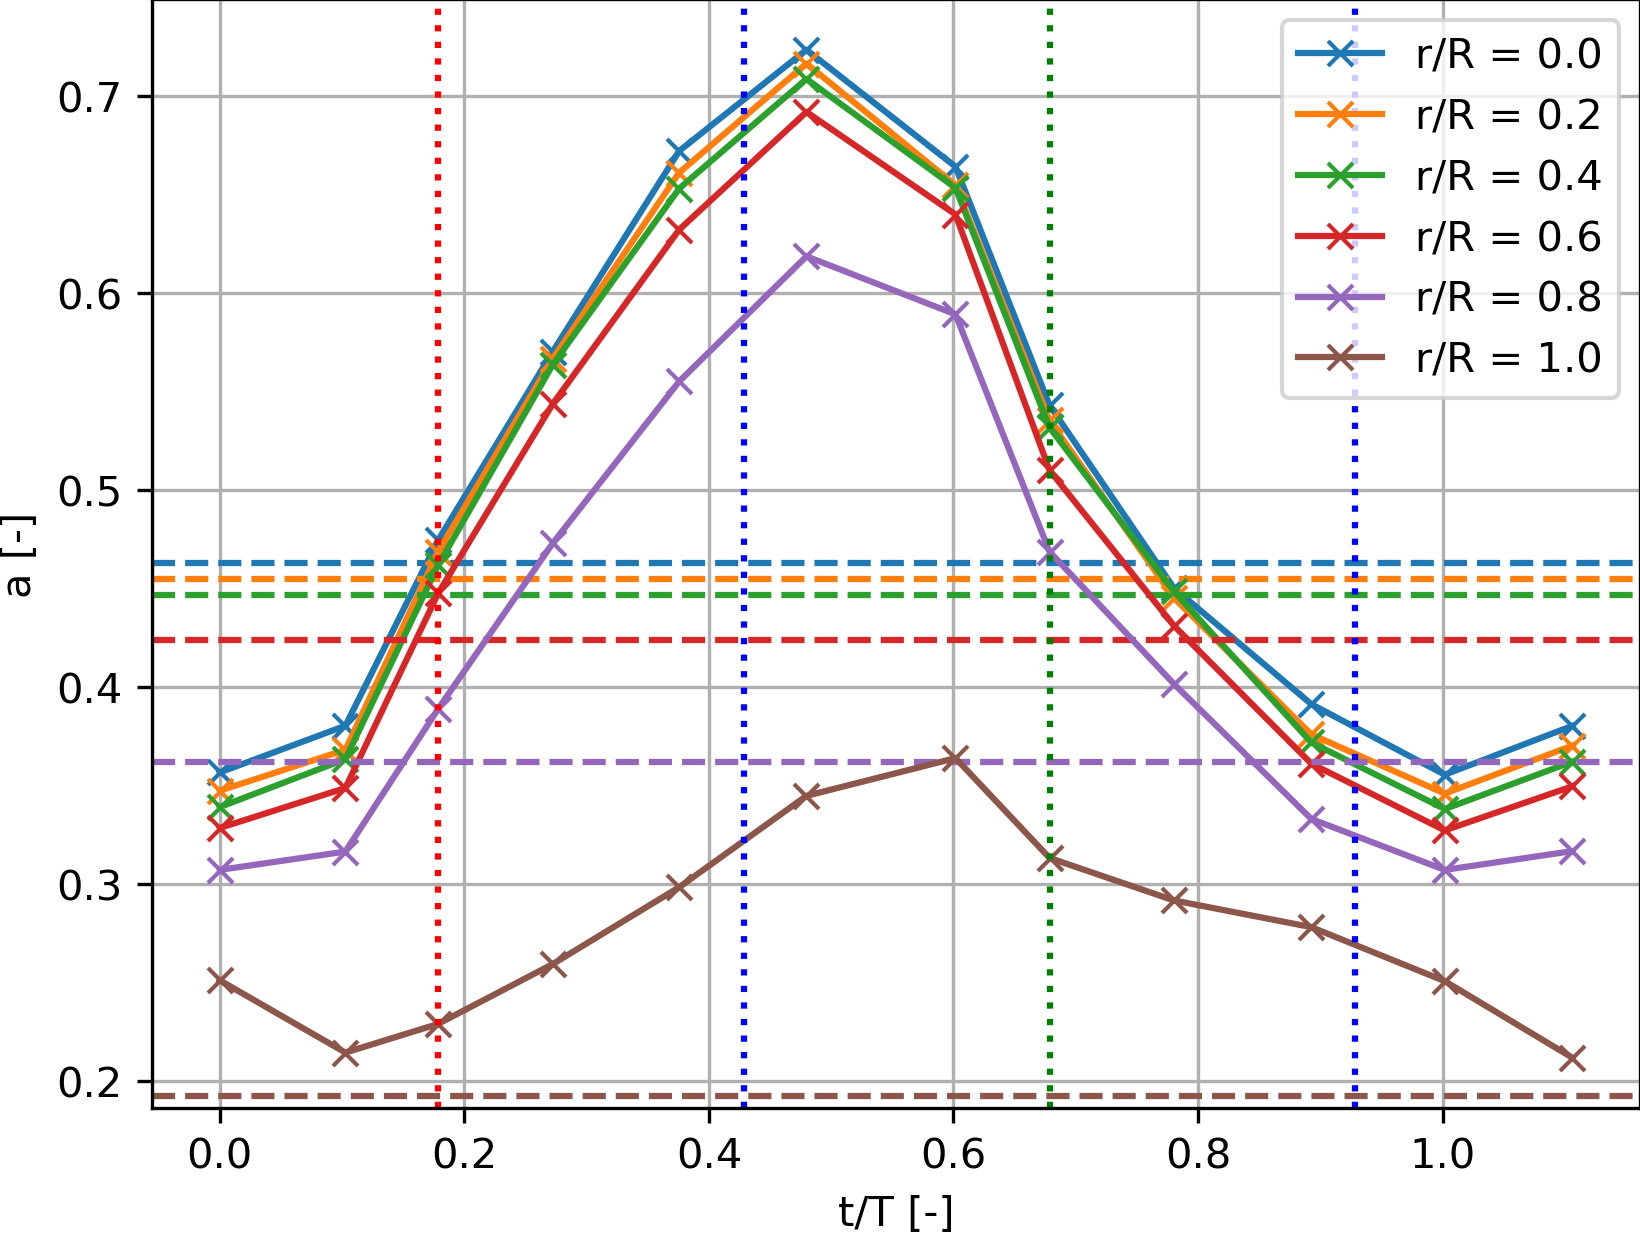 r/R = 0.0
r/R = 0.2
r/R = 0.4
r/R = 0.6
r/R = 0.8
r/R = 1.0
0.7
0.6
0.5
0.4
0.3
0.2
a [-]
0.0 0.2 0.4 0.6 0.8 1.0
t/T [-]